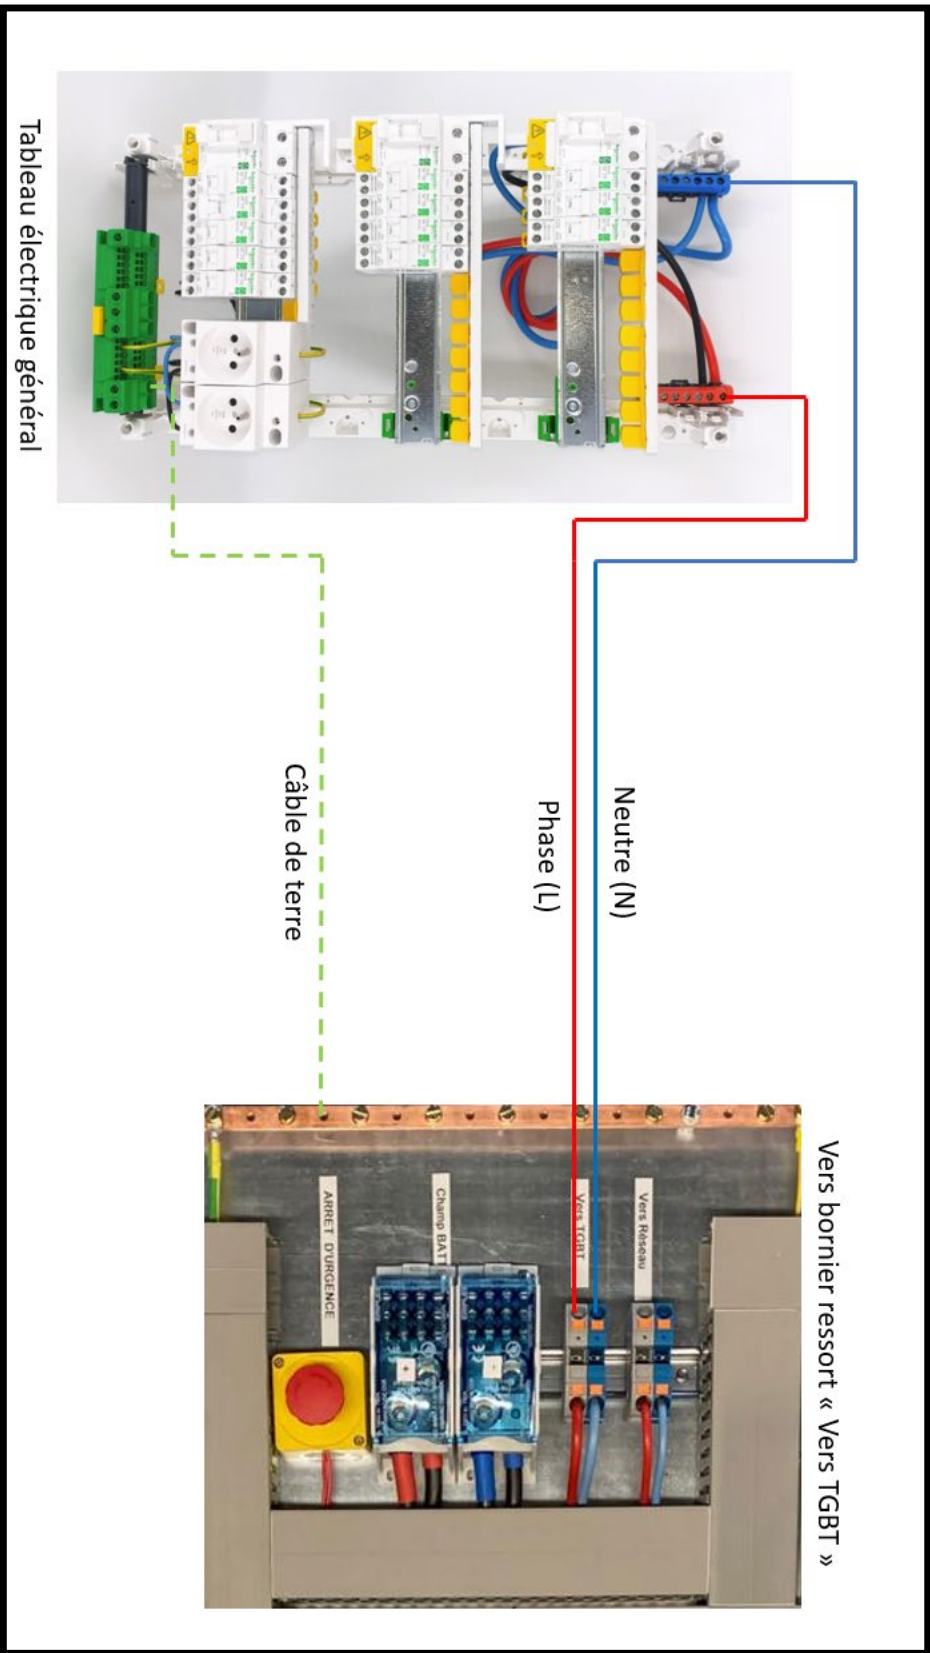 Tableau électrique général
Neutre (N)
Phase (L)
Câble de terre
Vers bornier ressort « Vers TGBT »
Vers Réseau
Vers TGBT
Champ BATT
ARRET D'URGENCE